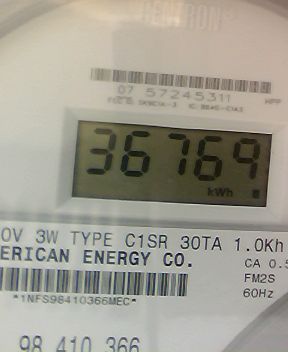 CENTRON
07 57245311
36769
kWh
0V 3W TYPE C1SR 30TA 1.0Kh
ERICAN ENERGY CO.
CA 0.5
FM2S
*1NFS98410366MEC*
60Hz
98 410 366